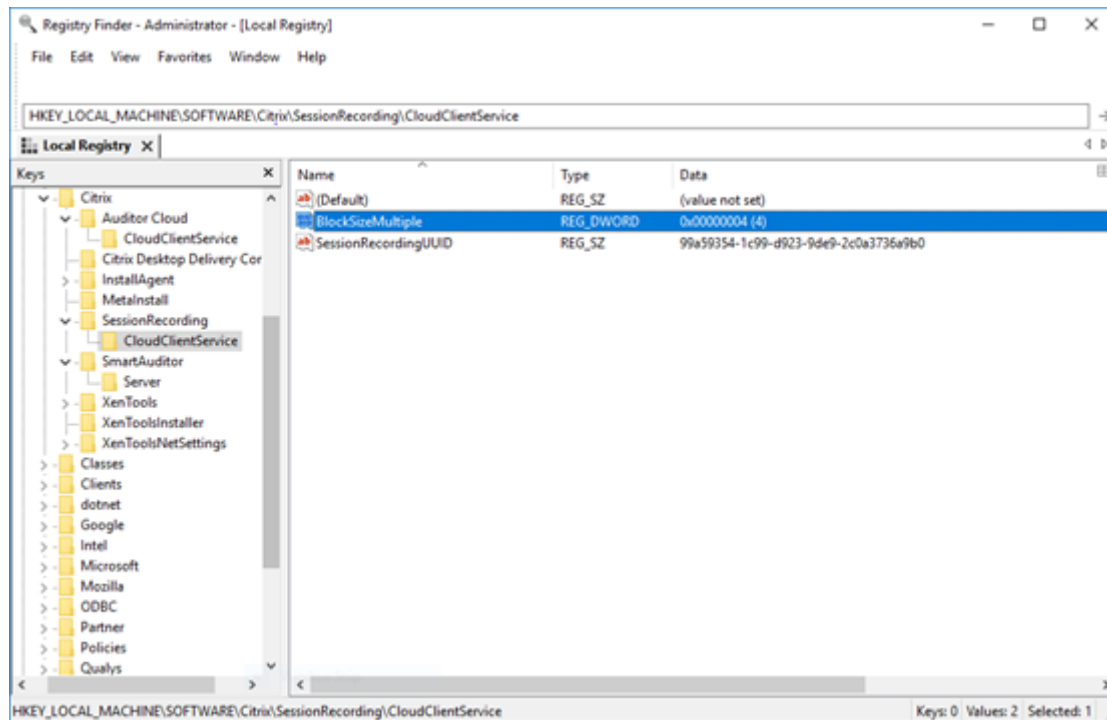 Registry Finder - Administrator - [Local Registry]
File Edit View Favorites Window Help
HKEY_LOCAL_MACHINE\SOFTWARE\Citrix\SessionRecording\CloudClientService
Local Registry
Keys
Name Type Data
Citrix
Auditor Cloud
CloudClientService
Citrix Desktop Delivery Cor
InstallAgent
MetaInstall
SessionRecording
CloudClientService
SmartAuditor
Server
XenTools
XenToolsInstaller
XenToolsNetSettings
Classes
Clients
dotnet
Google
Intel
Microsoft
Mozilla
ODBC
Partner
Policies
Qualys
ab (Default) REG_SZ (value not set)
BlockSizeMultiple REG_DWORD 0x00000004 (4)
ab SessionRecordingUUID REG_SZ 99a59354-1c99-d923-9de9-2c0a3736a9b0
HKEY_LOCAL_MACHINE\SOFTWARE\Citrix\SessionRecording\CloudClientService Keys: 0 Values: 2 Selected: 1